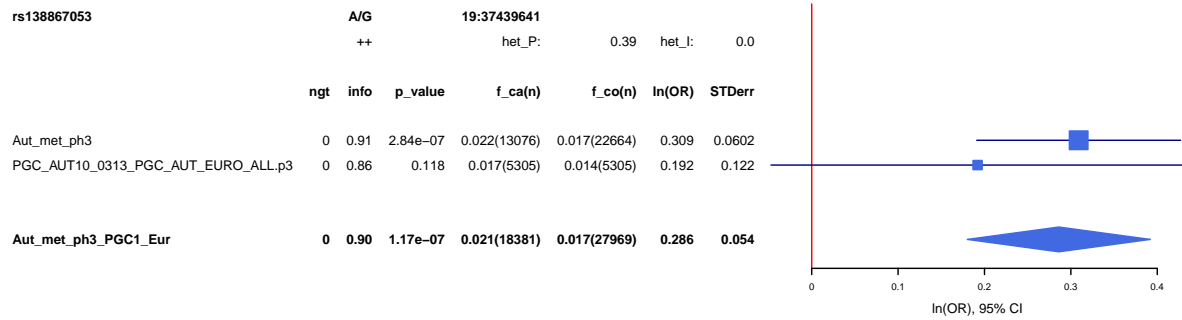 rs138867053 A/G 19:37439641
++ het_P: 0.39 het_I: 0.0
ngt info p_value f_ca(n) f_co(n) ln(OR) STDerr
Aut_met_ph3 0 0.91 2.84e−07 0.022(13076) 0.017(22664) 0.309 0.0602
PGC_AUT10_0313_PGC_AUT_EURO_ALL.p3 0 0.86 0.118 0.017(5305) 0.014(5305) 0.192 0.122
Aut_met_ph3_PGC1_Eur 0 0.90 1.17e−07 0.021(18381) 0.017(27969) 0.286 0.054
0 0.1 0.2 0.3 0.4
ln(OR), 95% CI